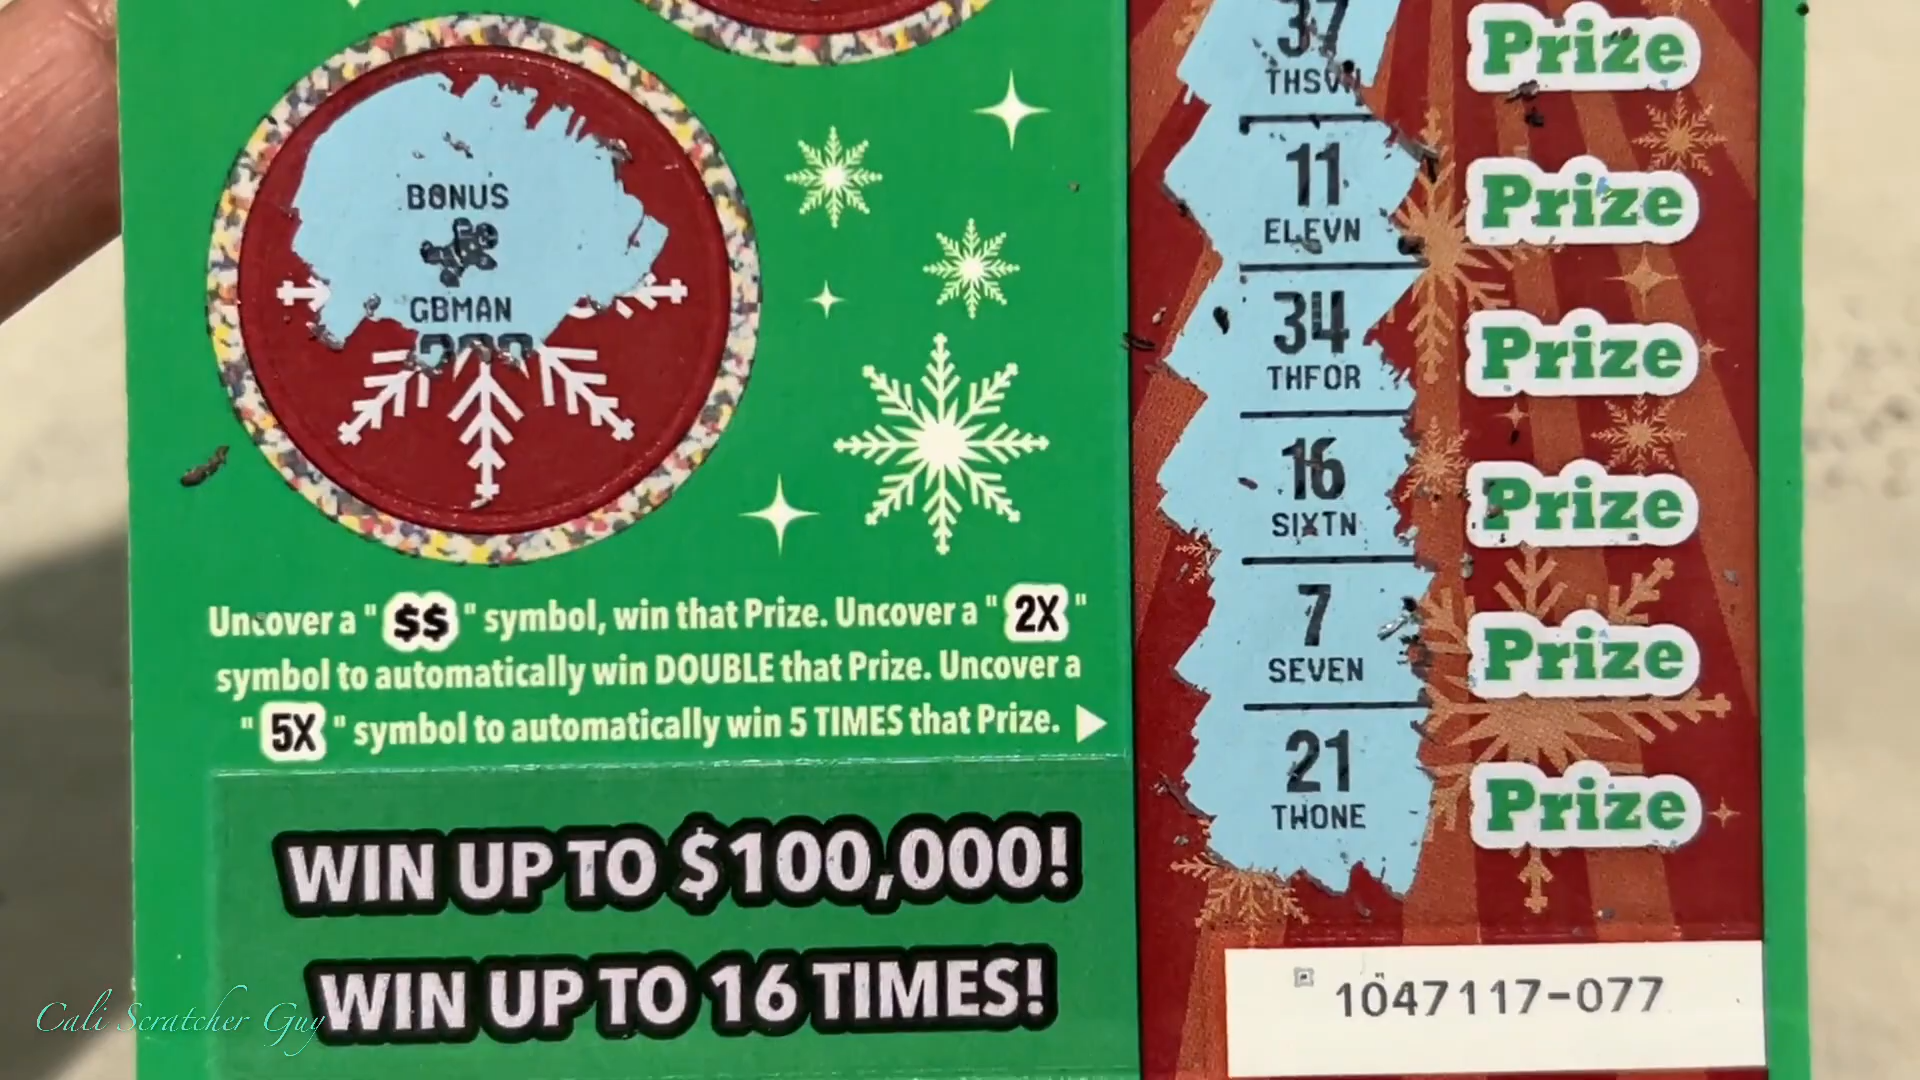 BONUS
GBMAN
37
THSVN
Prize
11
ELEVN
Prize
34
THFOR
Prize
16
SIXTN
Prize
7
SEVEN
Prize
21
TWONE
Prize
Uncover a "$$" symbol, win that Prize. Uncover a "2X"
symbol to automatically win DOUBLE that Prize. Uncover a
"5X" symbol to automatically win 5 TIMES that Prize.
WIN UP TO $100,000!
WIN UP TO 16 TIMES!
1047117-077
Cali Scratcher Guy